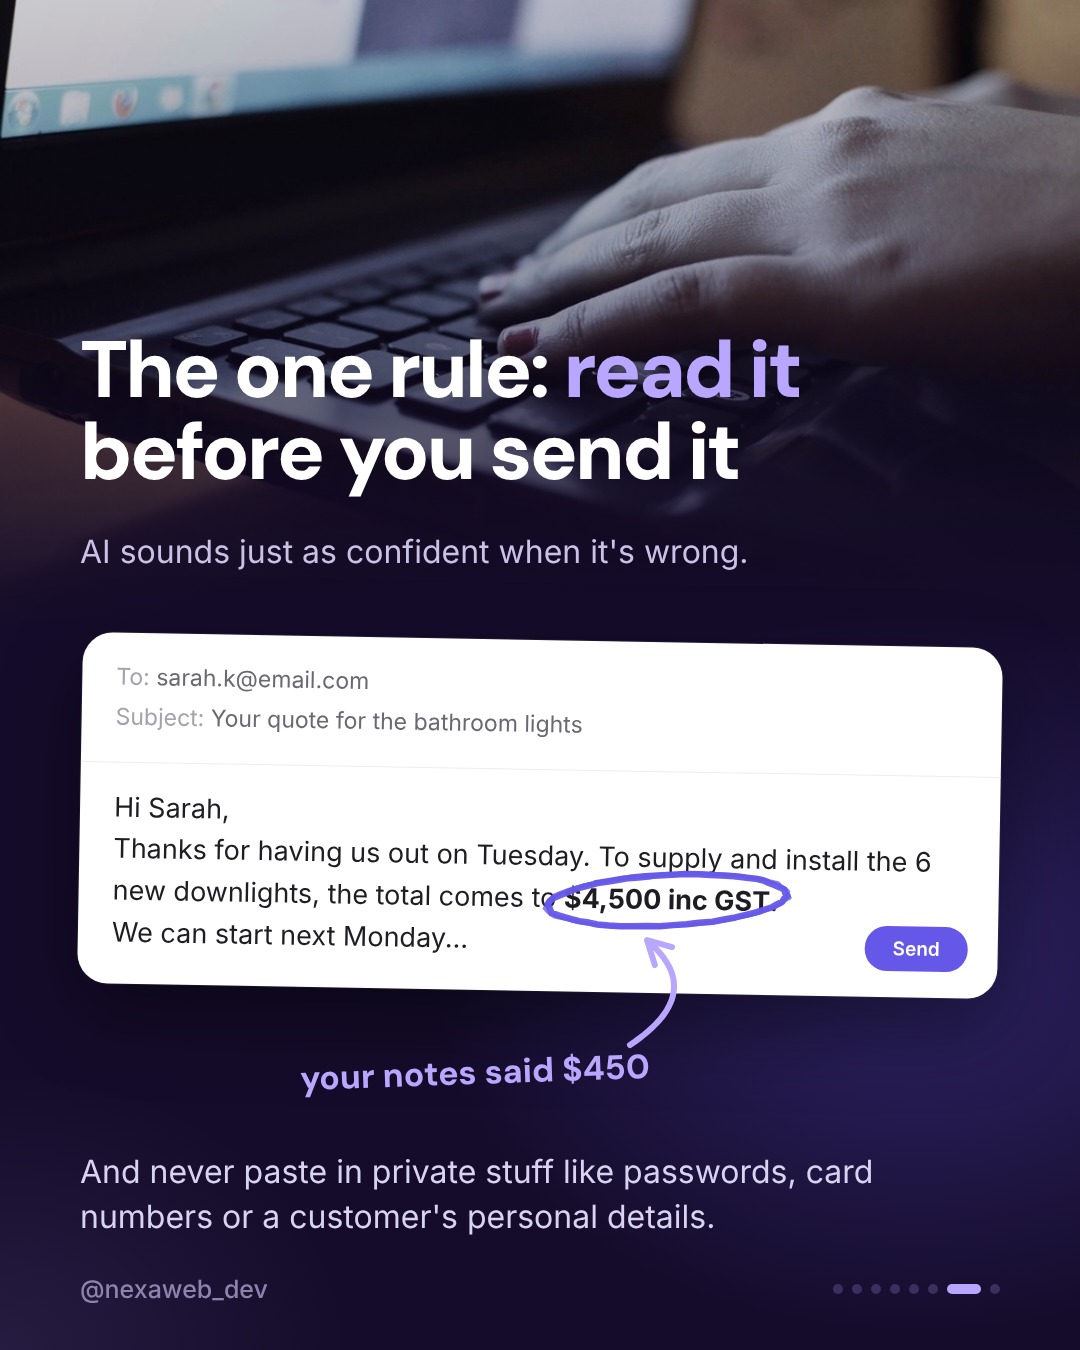 The one rule: read it
before you send it
AI sounds just as confident when it's wrong.
To: sarah.k@email.com
Subject: Your quote for the bathroom lights
Hi Sarah,
Thanks for having us out on Tuesday. To supply and install the 6
new downlights, the total comes to $4,500 inc GST.
We can start next Monday...
Send
your notes said $450
And never paste in private stuff like passwords, card
numbers or a customer's personal details.
@nexaweb_dev